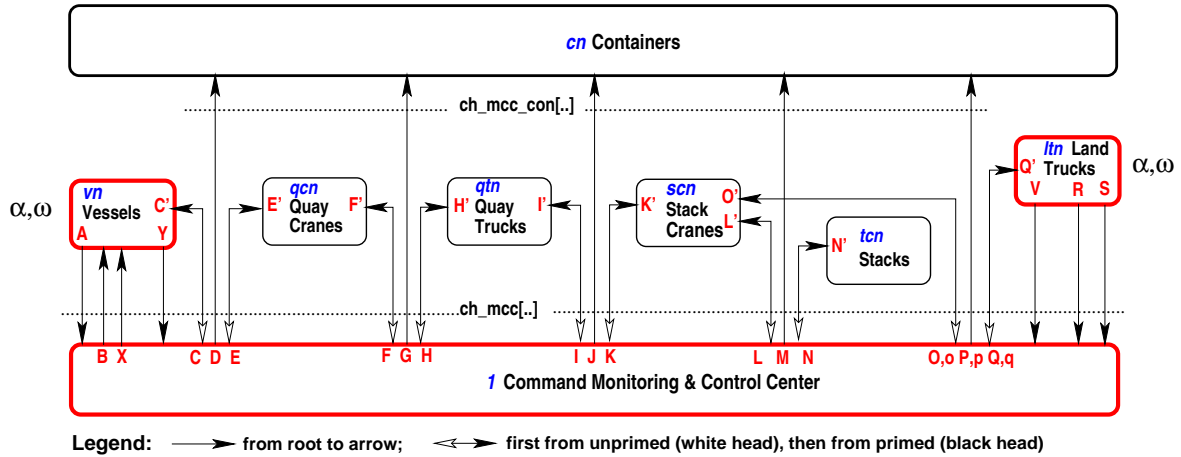 cn Containers
ch_mcc_con[..]
ltn Land
Trucks
Q'
V R S
α,ω
vn
Vessels
C'
A Y
α,ω
qcn
Quay
Cranes
E' F'
qtn
Quay
Trucks
H' I'
scn
Stack
Cranes
K' O'
L'
tcn
Stacks
N'
ch_mcc[..]
B X C D E F G H I J K L M N O,o P,p Q,q
1 Command Monitoring & Control Center
Legend: from root to arrow; first from unprimed (white head), then from primed (black head)